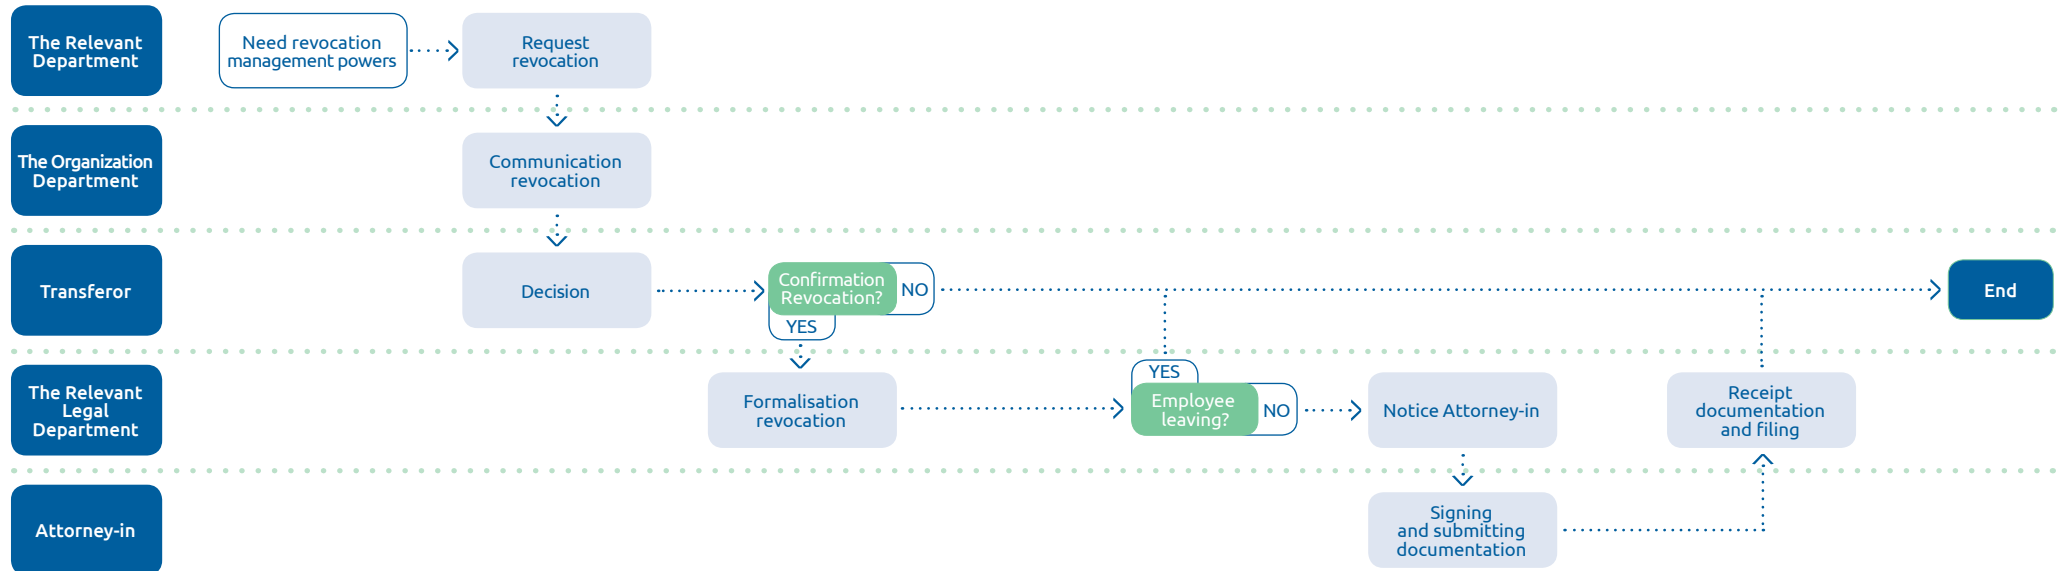 The Relevant
Department
Need revocation
management powers
Request
revocation
The Organization
Department
Communication
revocation
Transferor
Decision
Confirmation
Revocation?
NO
YES
End
The Relevant
Legal
Department
Formalisation
revocation
YES
Employee
leaving?
NO
Notice Attorney-in
Receipt
documentation
and filing
Attorney-in
Signing
and submitting
documentation